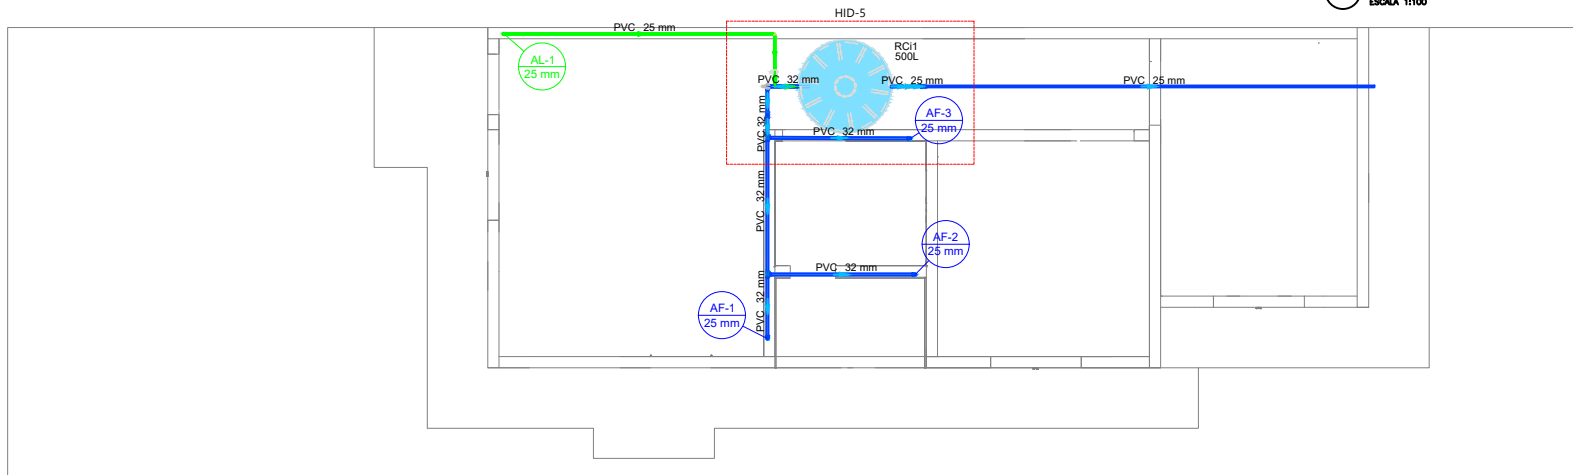 ESCALA 1:100
HID-5
PVC 25 mm
RCi1
500L
AL-1
25 mm
PVC 32 mm
PVC 25 mm
PVC 25 mm
PVC 32 mm
AF-3
25 mm
PVC 32 mm
PVC 32 mm
AF-2
25 mm
PVC 32 mm
PVC 32 mm
AF-1
25 mm